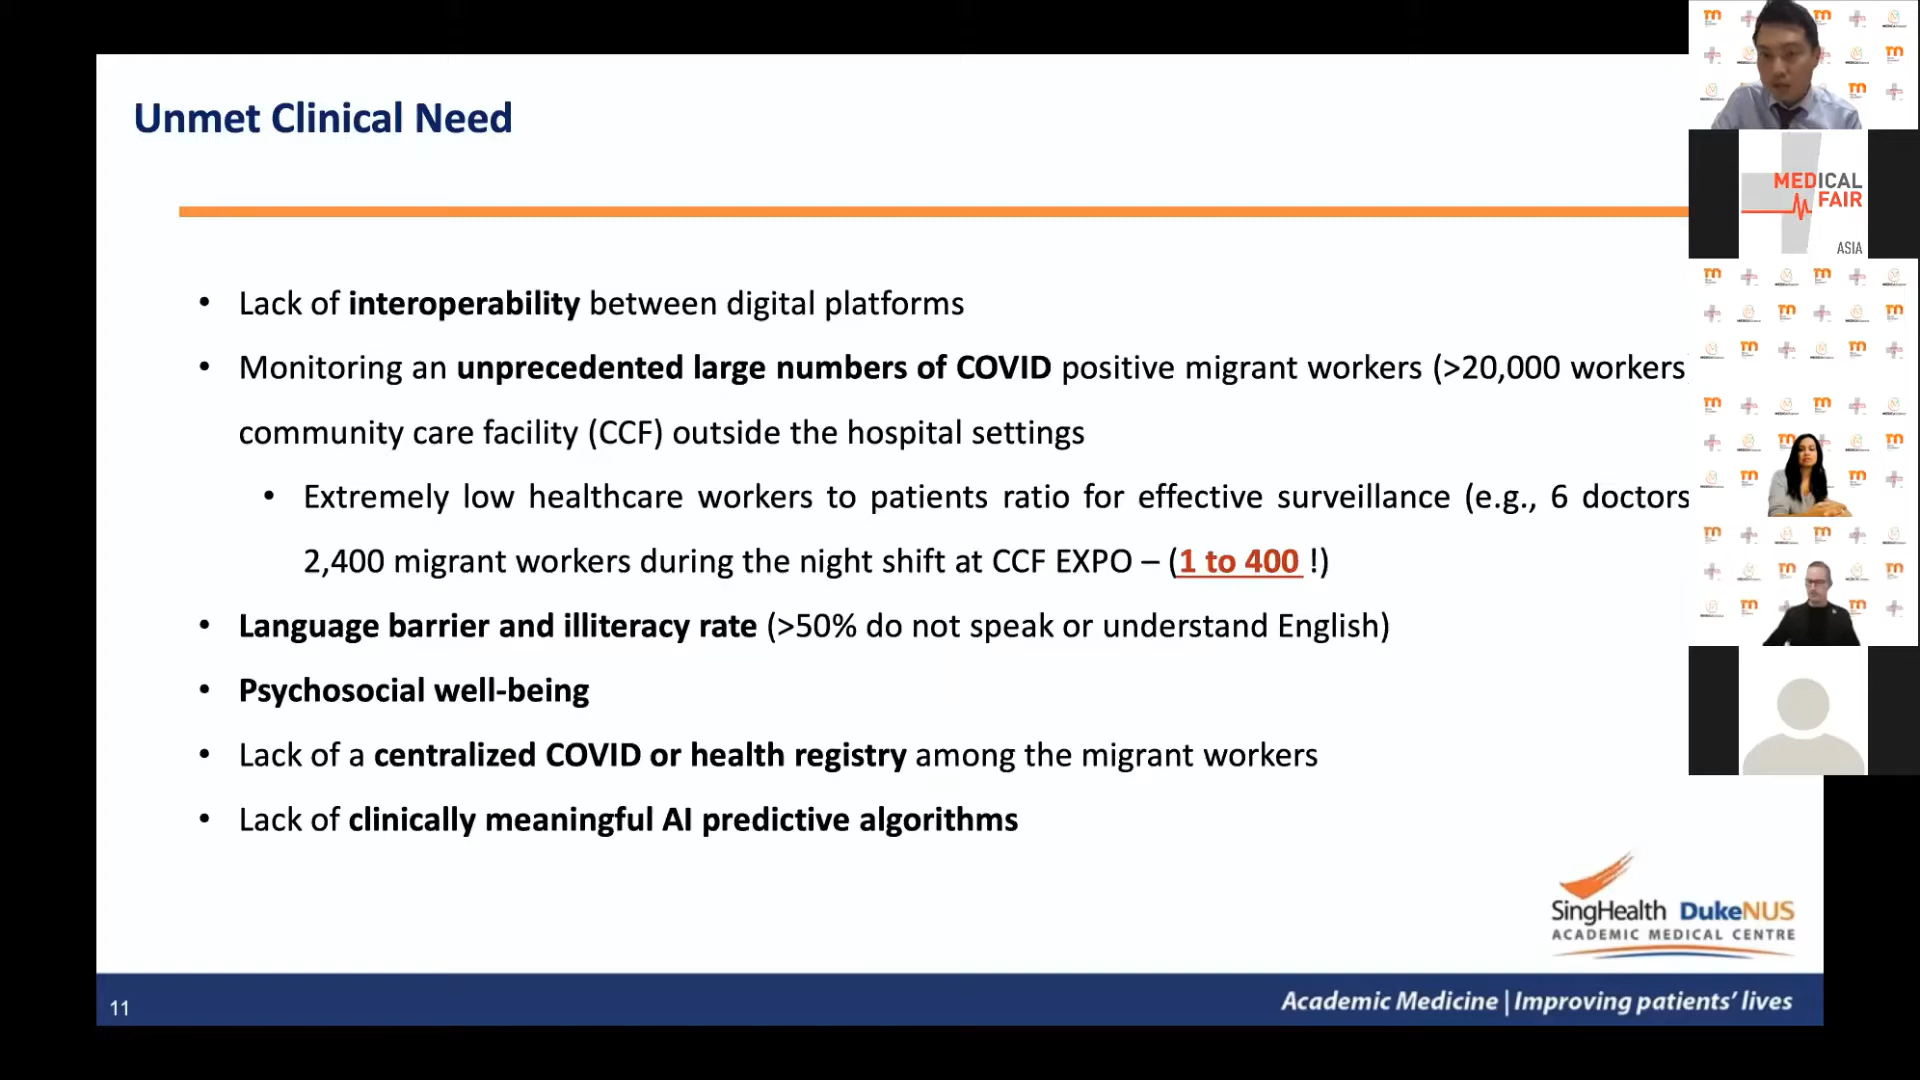 Unmet Clinical Need
MEDICAL
FAIR
ASIA
• Lack of interoperability between digital platforms
• Monitoring an unprecedented large numbers of COVID positive migrant workers (>20,000 workers
community care facility (CCF) outside the hospital settings
• Extremely low healthcare workers to patients ratio for effective surveillance (e.g., 6 doctors
2,400 migrant workers during the night shift at CCF EXPO – (1 to 400 !)
• Language barrier and illiteracy rate (>50% do not speak or understand English)
• Psychosocial well-being
• Lack of a centralized COVID or health registry among the migrant workers
• Lack of clinically meaningful AI predictive algorithms
SingHealth DukeNUS
ACADEMIC MEDICAL CENTRE
11
Academic Medicine | Improving patients' lives